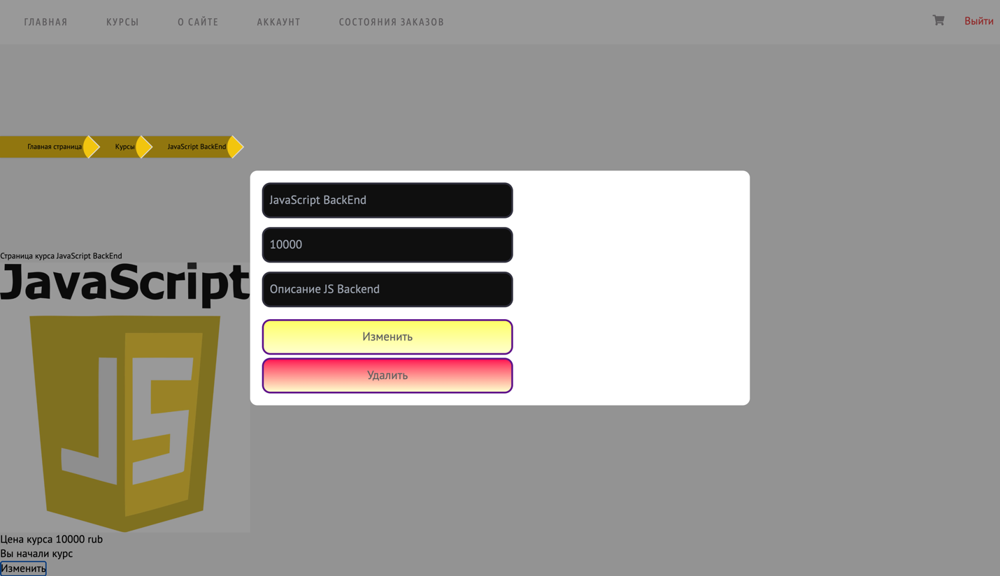 ГЛАВНАЯ КУРСЫ О САЙТЕ АККАУНТ СОСТОЯНИЯ ЗАКАЗОВ Выйти
Главная страница Курсы JavaScript BackEnd
JavaScript BackEnd
10000
Описание JS Backend
Изменить
Удалить
Страница курса JavaScript BackEnd
JavaScript
JS
Цена курса 10000 rub
Вы начали курс
Изменить